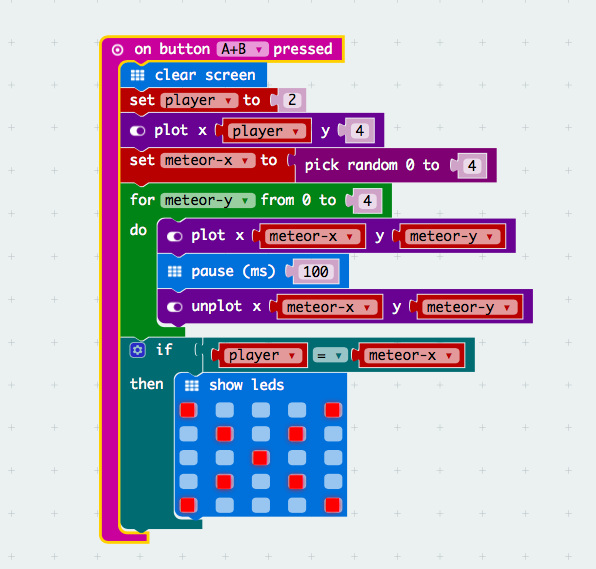 on button A+B pressed
clear screen
set player to 2
plot x player y 4
set meteor-x to pick random 0 to 4
for meteor-y from 0 to 4
do plot x meteor-x y meteor-y
pause (ms) 100
unplot x meteor-x y meteor-y
if player = meteor-x
then show leds